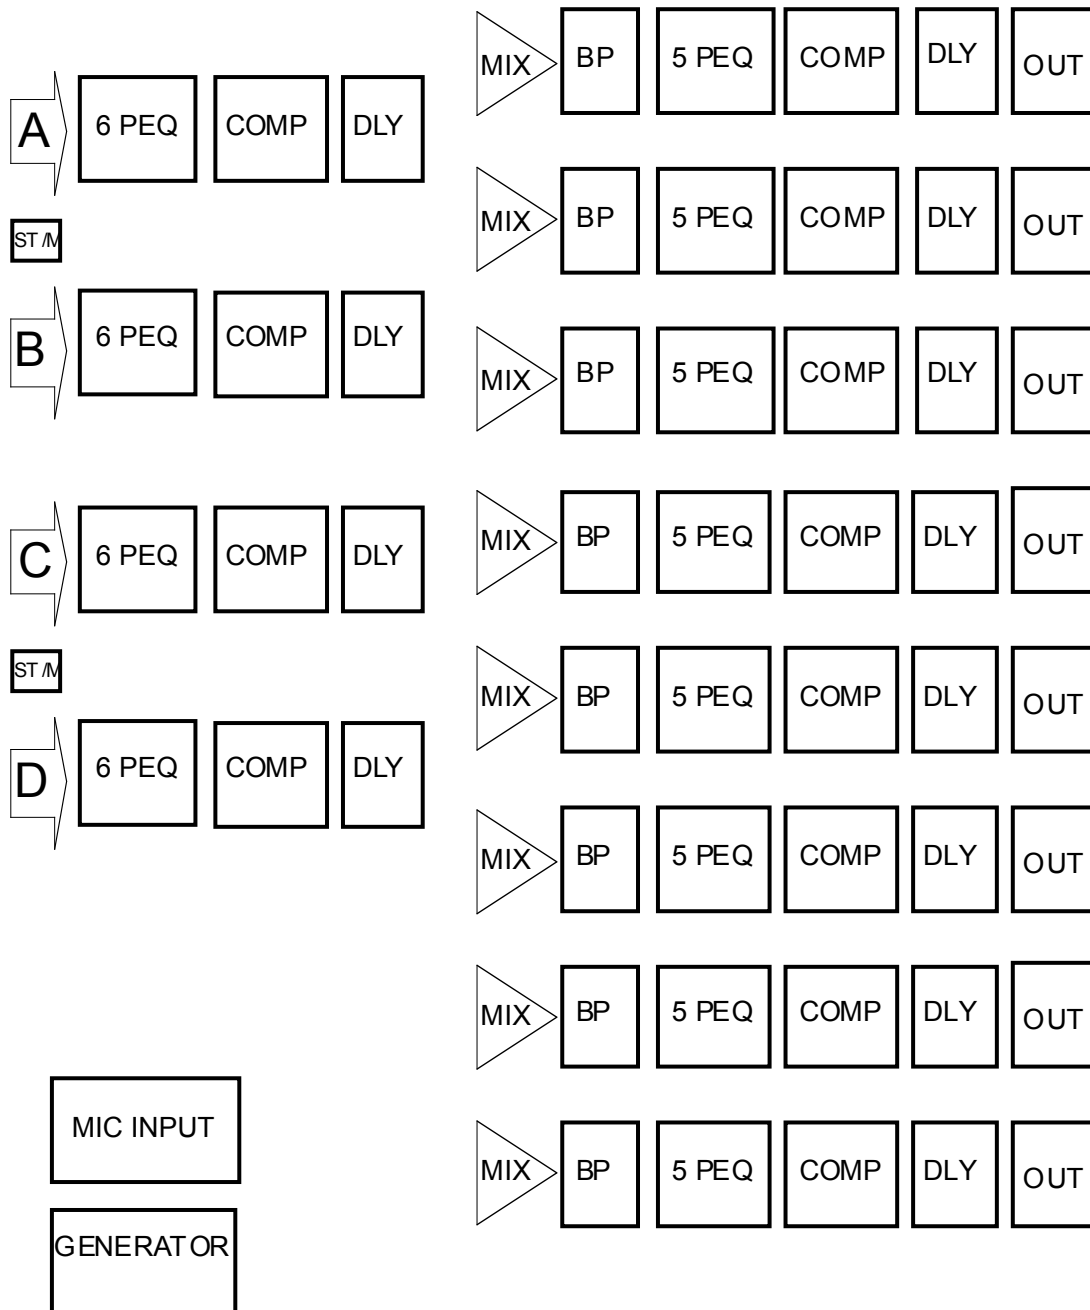 A 6 PEQ COMP DLY
ST/M
B 6 PEQ COMP DLY
C 6 PEQ COMP DLY
ST/M
D 6 PEQ COMP DLY
MIC INPUT
GENERATOR
MIX BP 5 PEQ COMP DLY OUT
MIX BP 5 PEQ COMP DLY OUT
MIX BP 5 PEQ COMP DLY OUT
MIX BP 5 PEQ COMP DLY OUT
MIX BP 5 PEQ COMP DLY OUT
MIX BP 5 PEQ COMP DLY OUT
MIX BP 5 PEQ COMP DLY OUT
MIX BP 5 PEQ COMP DLY OUT